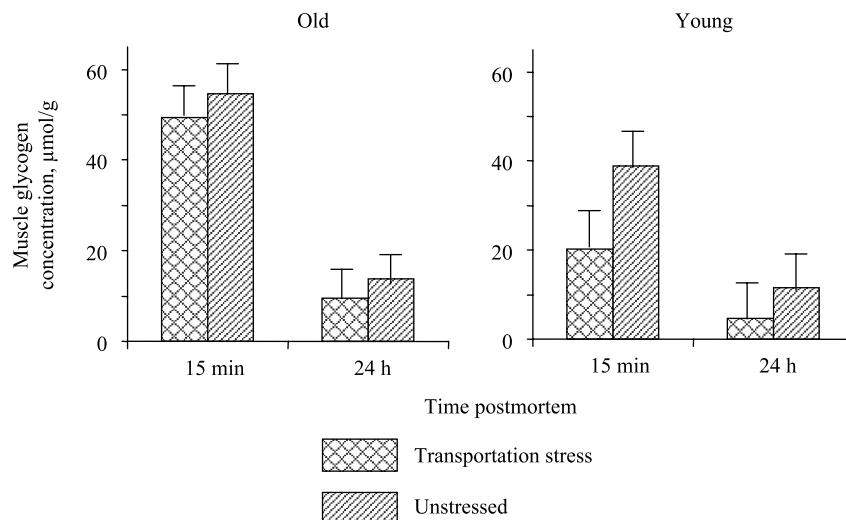 Old
Young
Muscle glycogen
concentration, µmol/g
60
40
20
0
60
40
20
0
15 min
24 h
15 min
24 h
Time postmortem
Transportation stress
Unstressed